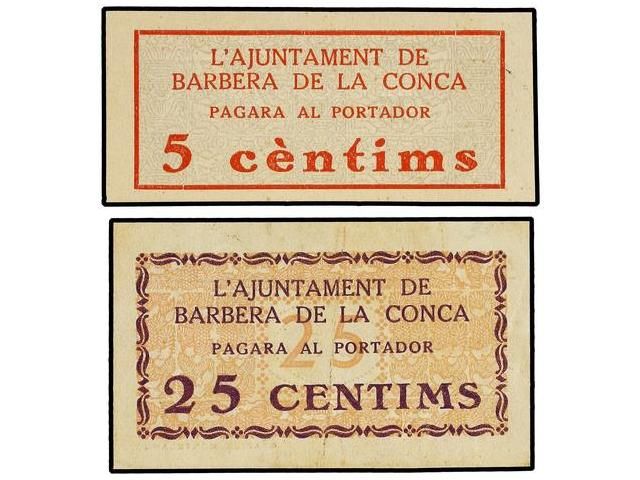 L'AJUNTAMENT DE
BARBERA DE LA CONCA
PAGARA AL PORTADOR
5 cèntims
L'AJUNTAMENT DE
BARBERA DE LA CONCA
25
PAGARA AL PORTADOR
25 CENTIMS